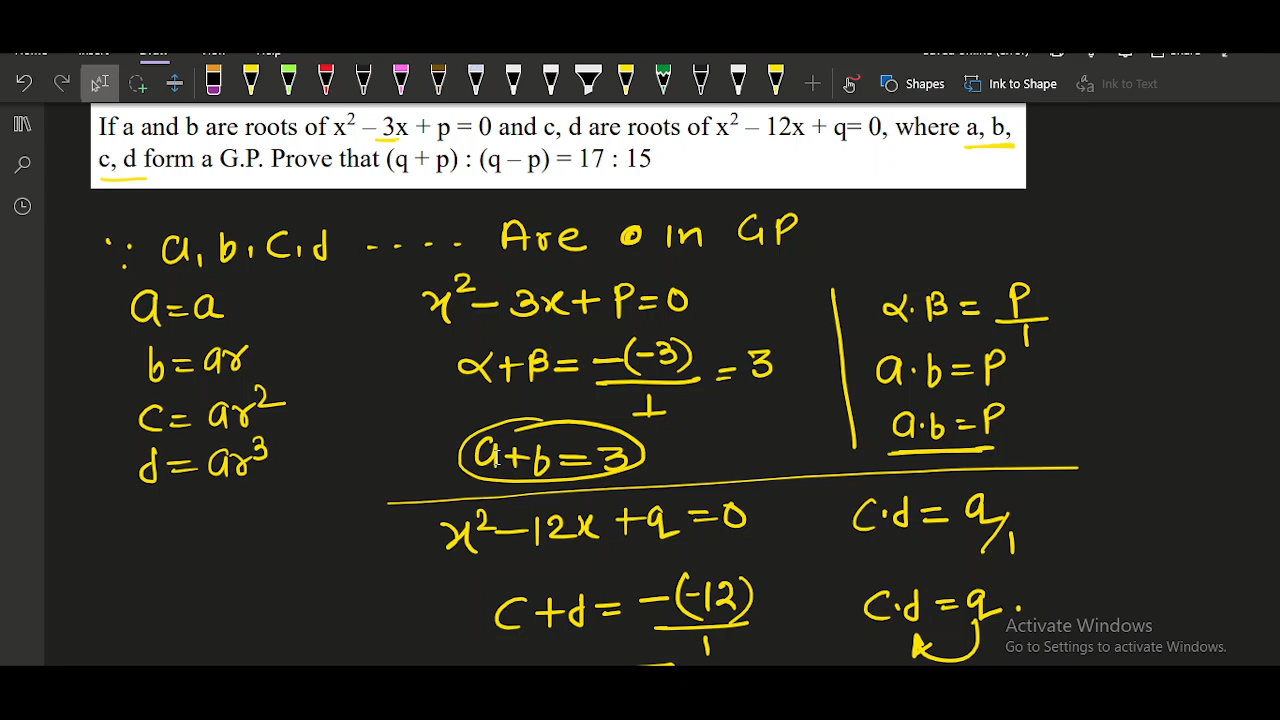 Shapes
Ink to Shape
Ink to Text
If a and b are roots of x² – 3x + p = 0 and c, d are roots of x² – 12x + q= 0, where a, b,
c, d form a G.P. Prove that (q + p) : (q – p) = 17 : 15
∵ a, b, c, d .... Are in GP
a=a
b=ar
c=ar²
d=ar³
x²-3x+P=0
α+β=-(-3)/1=3
a+b=3
α.β=P/1
a.b=P
a.b=P
x²-12x+q=0
c+d=-(-12)/1
c.d=q/1
c.d=q.
Activate Windows
Go to Settings to activate Windows.